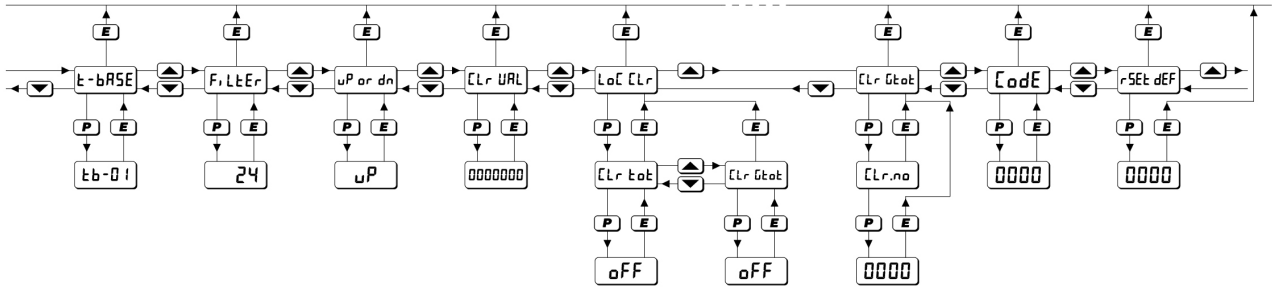 E E E E E E E E
t-bASE FiLtEr uP or dn CLr VAL LoC CLr CLr Gtot CodE rSEt dEF
P E P E P E P E P E E P E P E P E
tb-01 24 uP 0000000 CLr tot CLr Gtot CLr.no 0000 0000
P E P E P E
oFF oFF 0000